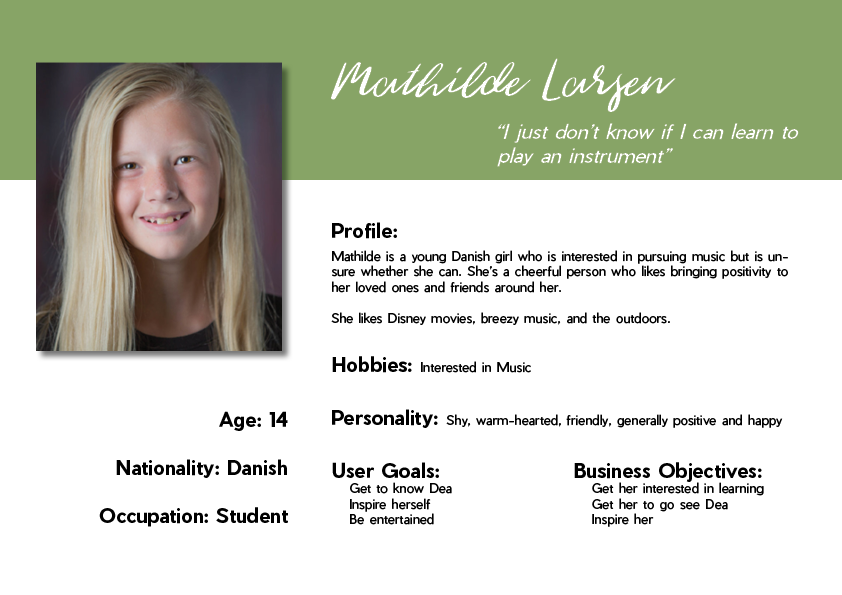 Mathilde Larsen
“I just don’t know if I can learn to
play an instrument”
Profile:
Mathilde is a young Danish girl who is interested in pursuing music but is un-
sure whether she can. She’s a cheerful person who likes bringing positivity to
her loved ones and friends around her.
She likes Disney movies, breezy music, and the outdoors.
Hobbies: Interested in Music
Age: 14
Personality: Shy, warm-hearted, friendly, generally positive and happy
Nationality: Danish
Occupation: Student
User Goals:
Get to know Dea
Inspire herself
Be entertained
Business Objectives:
Get her interested in learning
Get her to go see Dea
Inspire her